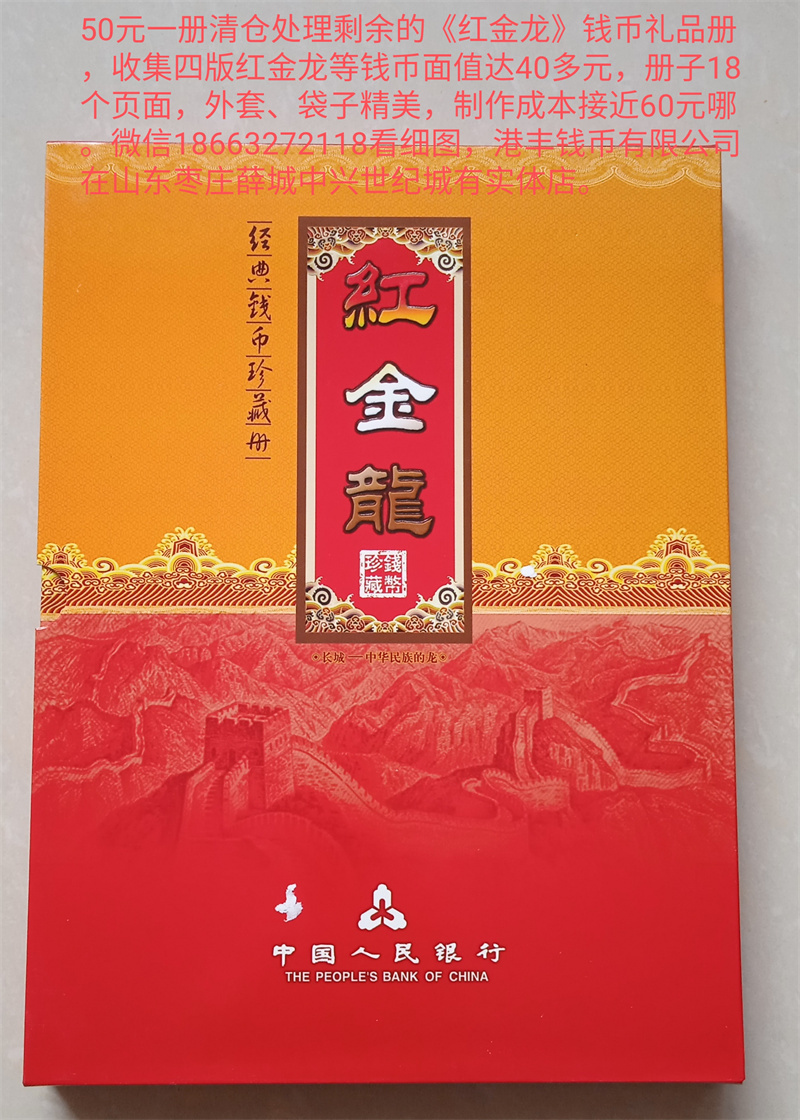 50元一册清仓处理剩余的《红金龙》钱币礼品册
，收集四版红金龙等钱币面值达40多元，册子18
个页面，外套、袋子精美，制作成本接近60元哪
。微信18663272118看细图，港丰钱币有限公司
在山东枣庄薛城中兴世纪城有实体店。
经典钱币珍藏册
紅金龍
珍藏錢幣
·长城—中华民族的龙·
中国人民银行
THE PEOPLE'S BANK OF CHINA